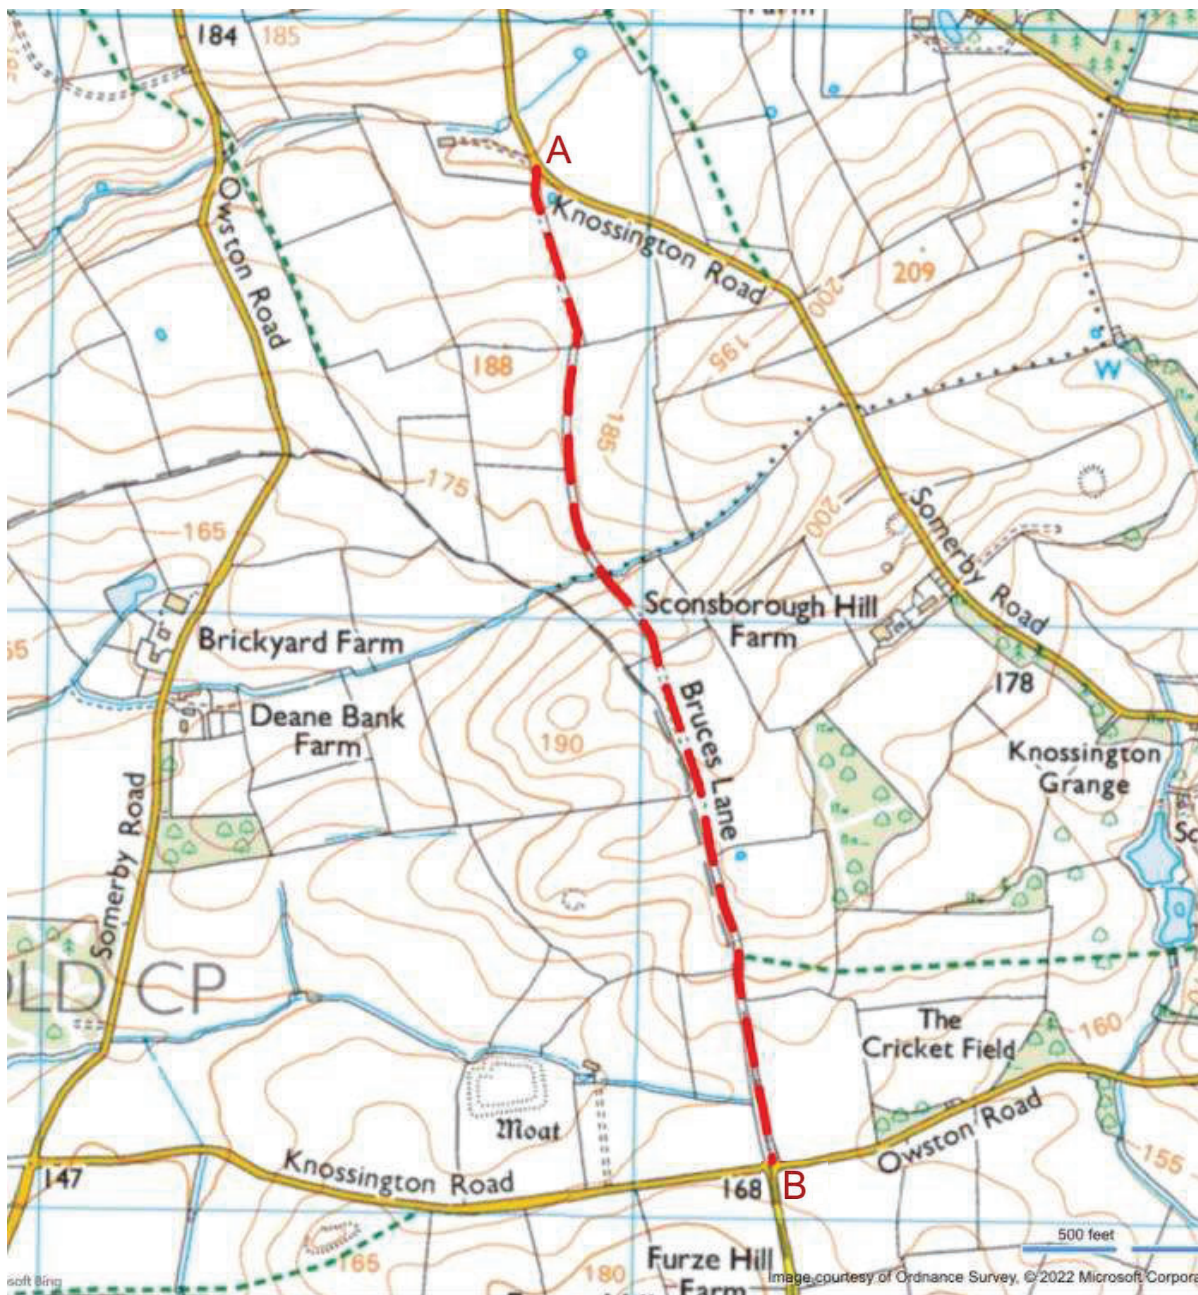 184
185
A
Owston Road
Knossington Road
209
200
195
188
185
W
175
165
200
Somerby Road
Sconsborough Hill
Farm
Brickyard Farm
178
Deane Bank
Farm
190
Bruces Lane
Knossington
Grange
Somerby Road
CP
The
Cricket Field
160
Moat
Owston Road
155
Knossington Road
147
168
B
500 feet
165
180
Furze Hill
Farm
Image courtesy of Ordnance Survey, © 2022 Microsoft Corpora